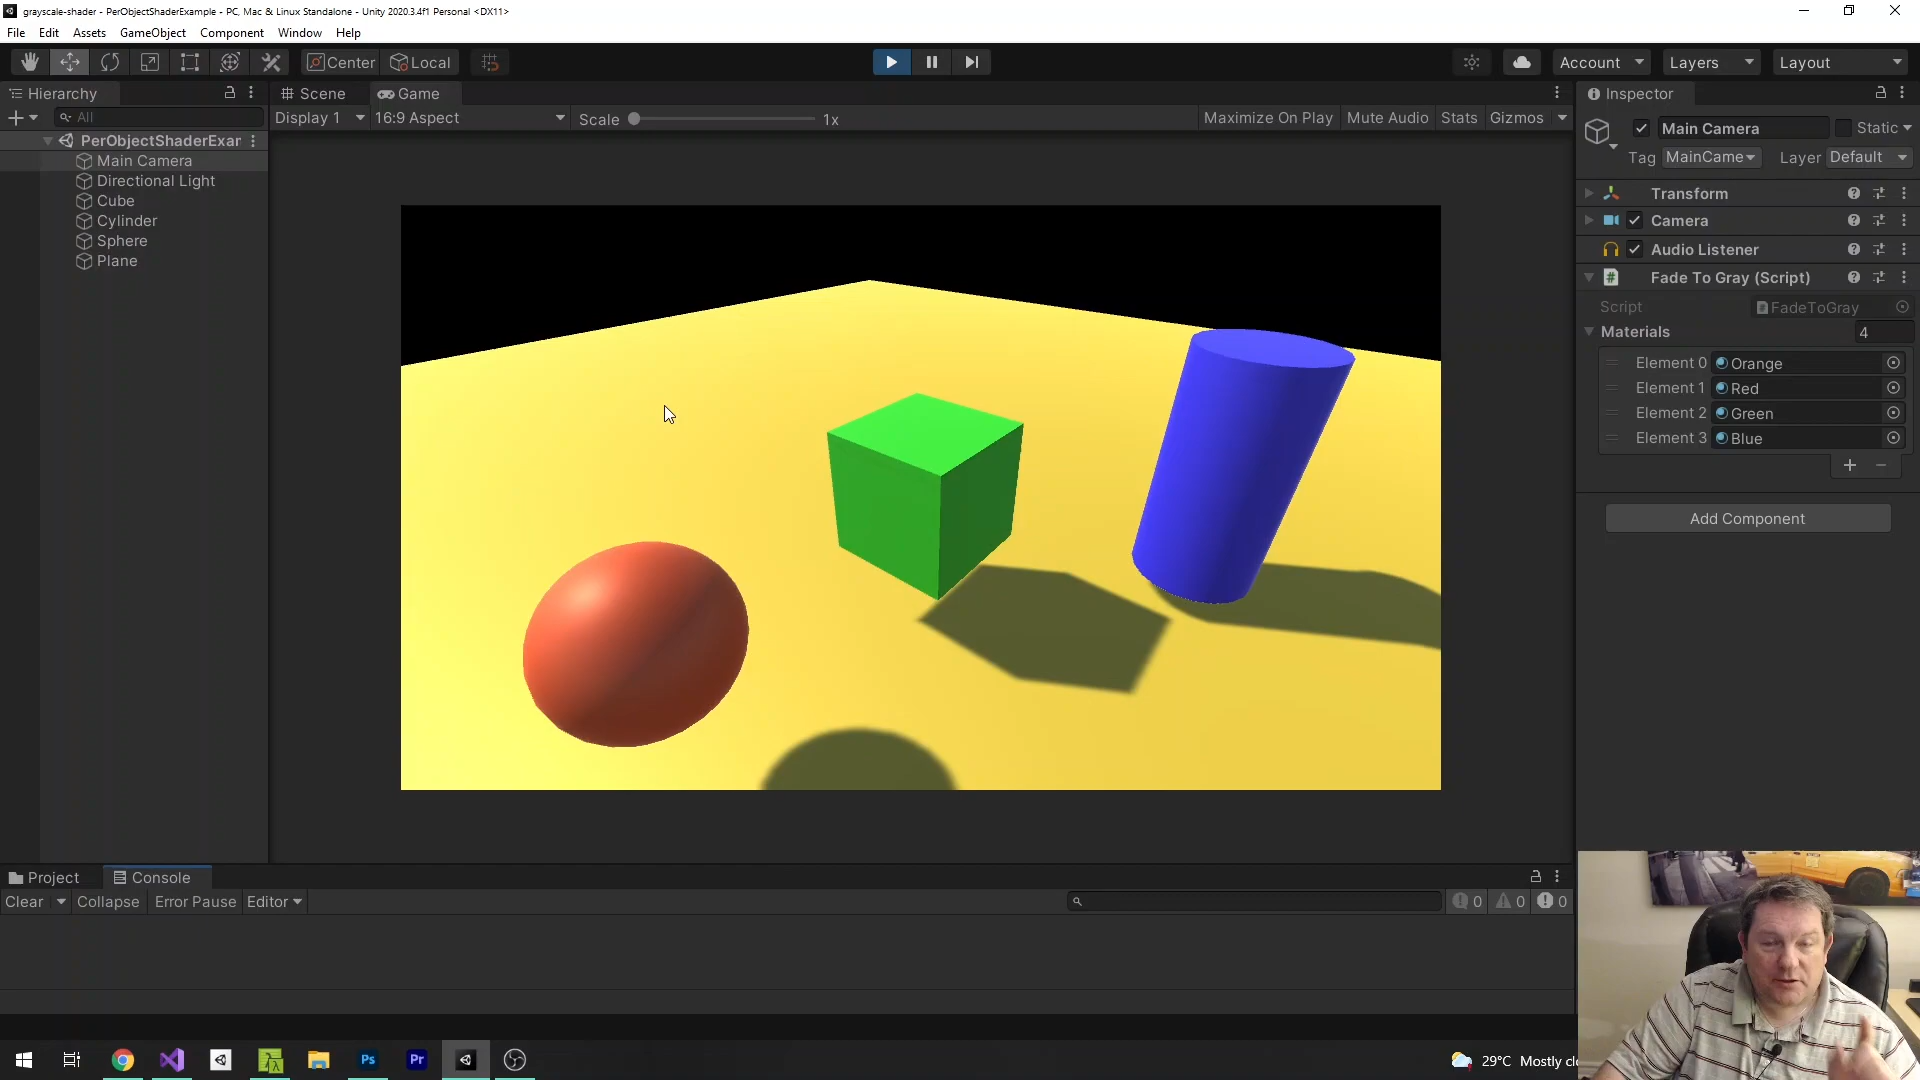 grayscale-shader - PerObjectShaderExample - PC, Mac & Linux Standalone - Unity 2020.3.4f1 Personal <DX11>
File Edit Assets GameObject Component Window Help
Center Local Account Layers Layout
Hierarchy
All
PerObjectShaderExar
Main Camera
Directional Light
Cube
Cylinder
Sphere
Plane
Scene Game
Display 1 16:9 Aspect Scale 1x Maximize On Play Mute Audio Stats Gizmos
Inspector
Main Camera Static
Tag MainCame Layer Default
Transform
Camera
Audio Listener
# Fade To Gray (Script)
Script FadeToGray
Materials 4
Element 0 Orange
Element 1 Red
Element 2 Green
Element 3 Blue
Add Component
Project Console
Clear Collapse Error Pause Editor 0 0 0
Ps Pr 29°C Mostly clo